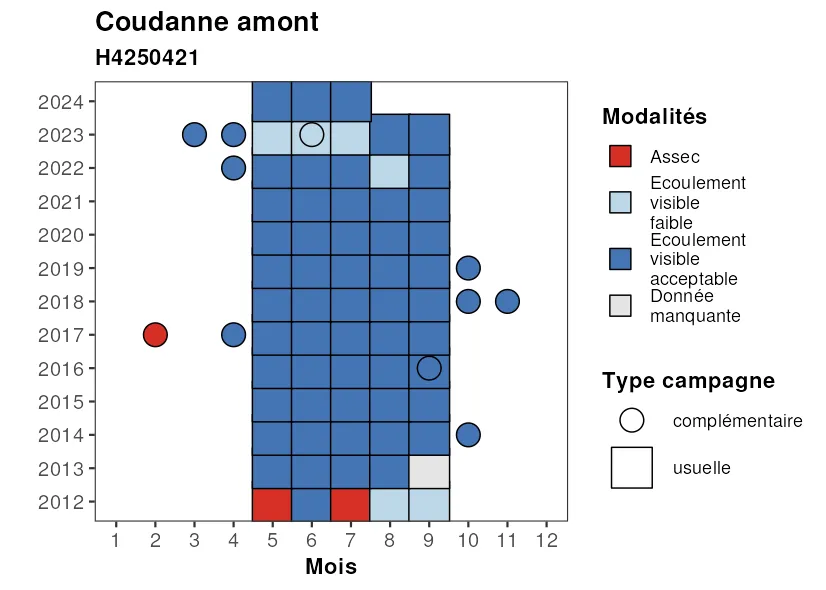 Coudanne amont
H4250421
2024
2023
2022
2021
2020
2019
2018
2017
2016
2015
2014
2013
2012
1 2 3 4 5 6 7 8 9 10 11 12
Mois
Modalités
Assec
Ecoulement
visible
faible
Ecoulement
visible
acceptable
Donnée
manquante
Type campagne
complémentaire
usuelle